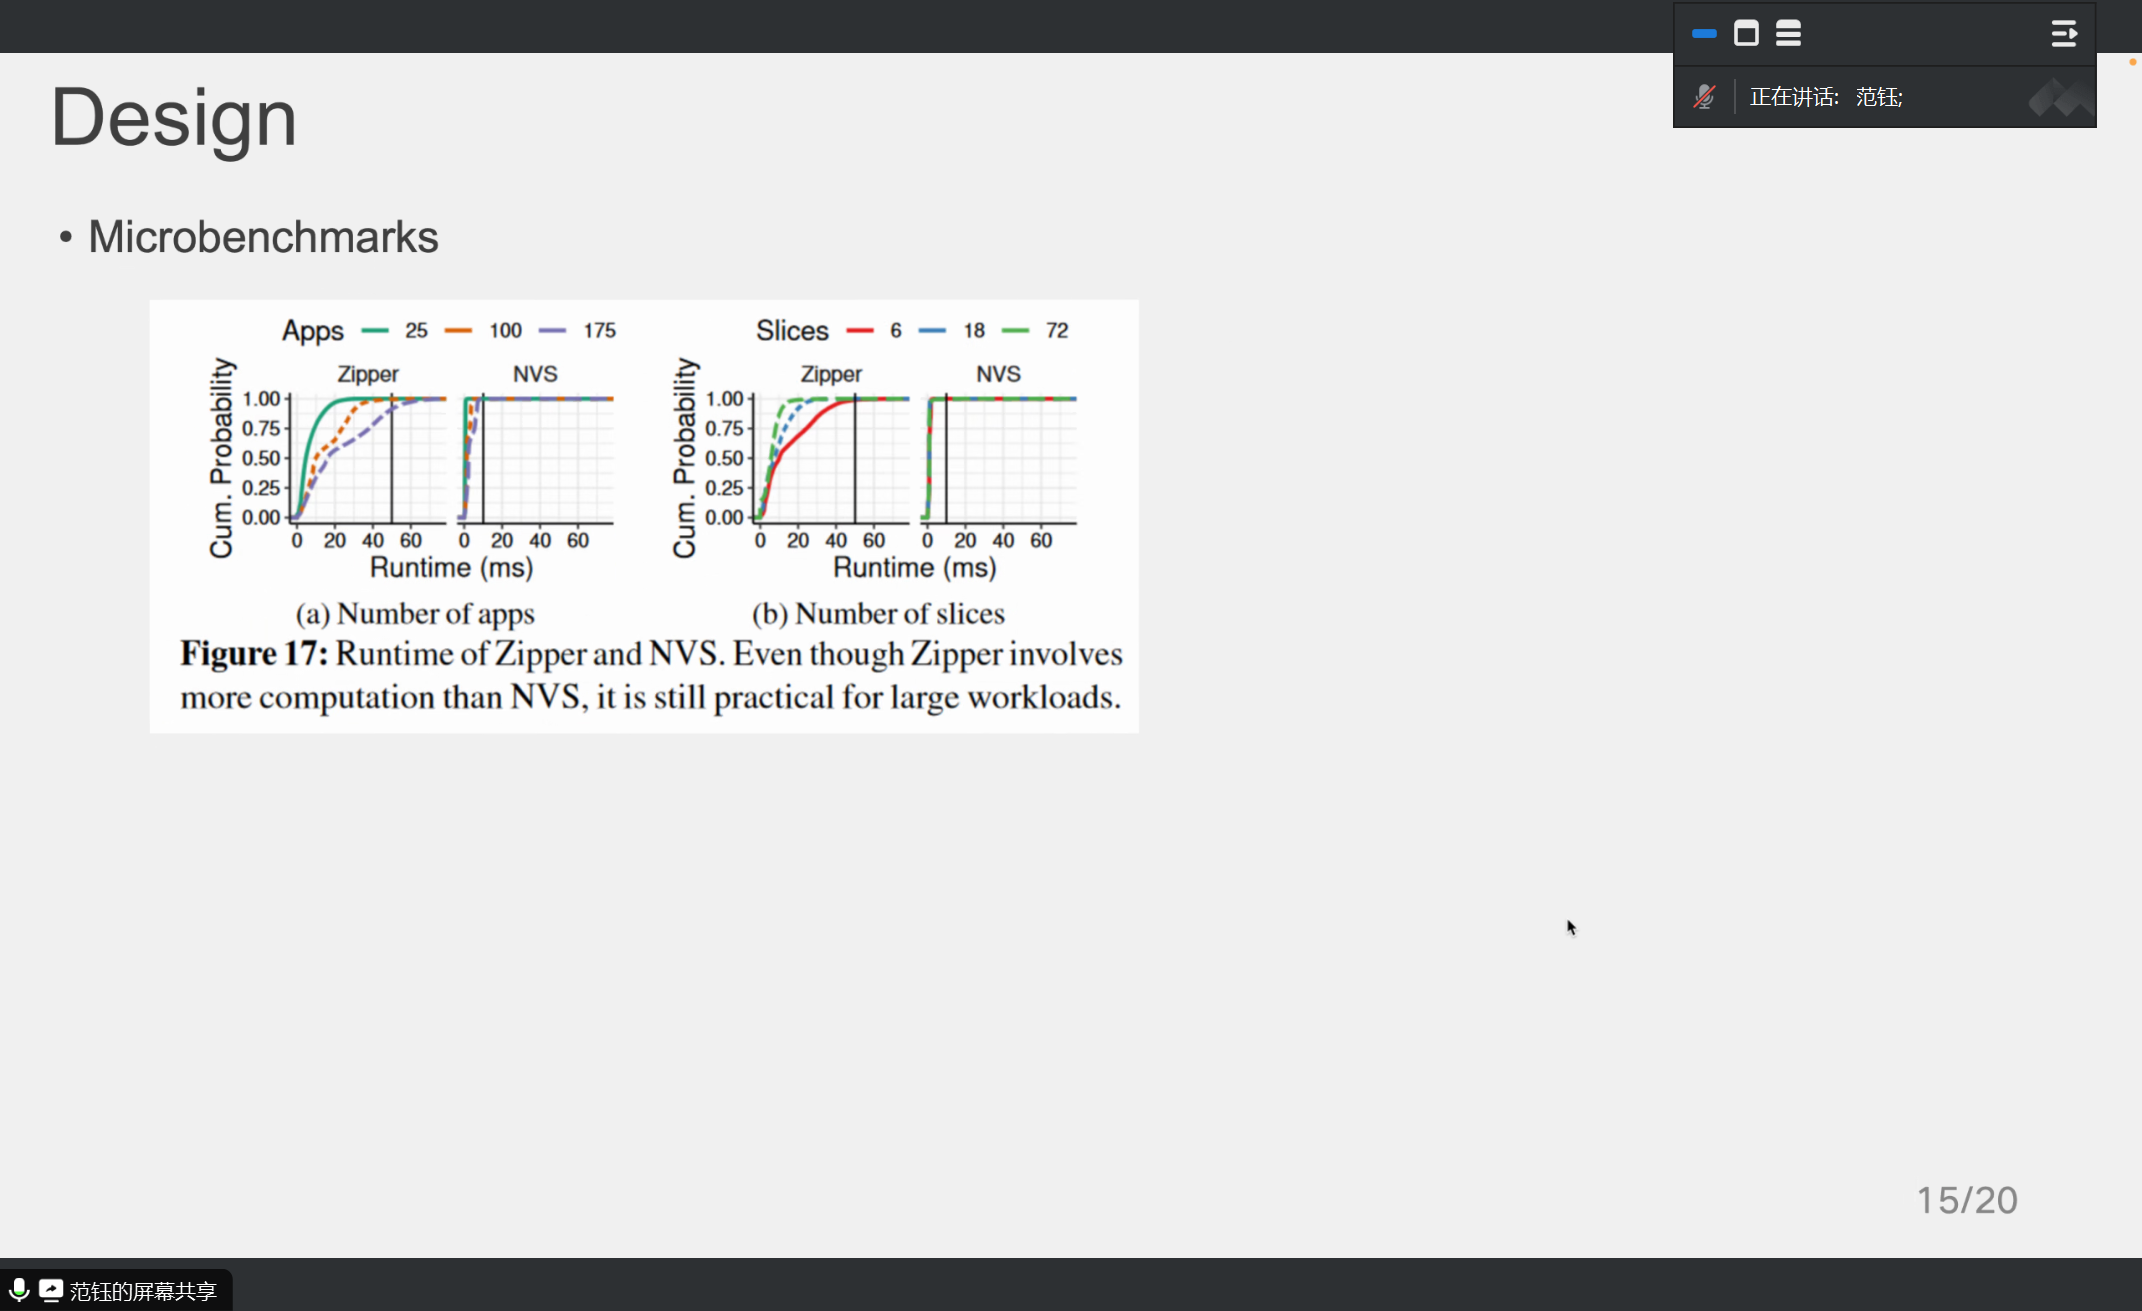 正在讲话: 范钰;
Design
• Microbenchmarks
Apps 25 100 175
Zipper NVS
Cum. Probability
1.00
0.75
0.50
0.25
0.00
0 20 40 60 0 20 40 60
Runtime (ms)
(a) Number of apps
Slices 6 18 72
Zipper NVS
Cum. Probability
1.00
0.75
0.50
0.25
0.00
0 20 40 60 0 20 40 60
Runtime (ms)
(b) Number of slices
Figure 17: Runtime of Zipper and NVS. Even though Zipper involves
more computation than NVS, it is still practical for large workloads.
15/20
范钰的屏幕共享